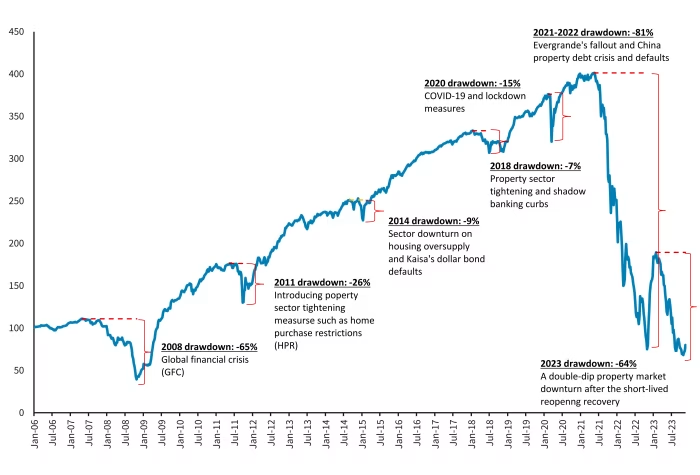 450
400
350
300
250
200
150
100
50
0
2021-2022 drawdown: -81%
Evergrande's fallout and China
property debt crisis and defaults
2020 drawdown: -15%
COVID-19 and lockdown
measures
2018 drawdown: -7%
Property sector
tightening and shadow
banking curbs
2014 drawdown: -9%
Sector downturn on
housing oversupply
and Kaisa's dollar bond
defaults
2011 drawdown: -26%
Introducing poperty
sector tightening
measurse such as home
purchase restrictions
(HPR)
2008 drawdown: -65%
Global financial crisis
(GFC)
2023 drawdown: -64%
A double-dip property market
downturn after the short-lived
reopenng recovery
Jan-06
Jul-06
Jan-07
Jul-07
Jan-08
Jul-08
Jan-09
Jul-09
Jan-10
Jul-10
Jan-11
Jul-11
Jan-12
Jul-12
Jan-13
Jul-13
Jan-14
Jul-14
Jan-15
Jul-15
Jan-16
Jul-16
Jan-17
Jul-17
Jan-18
Jul-18
Jan-19
Jul-19
Jan-20
Jul-20
Jan-21
Jul-21
Jan-22
Jul-22
Jan-23
Jul-23